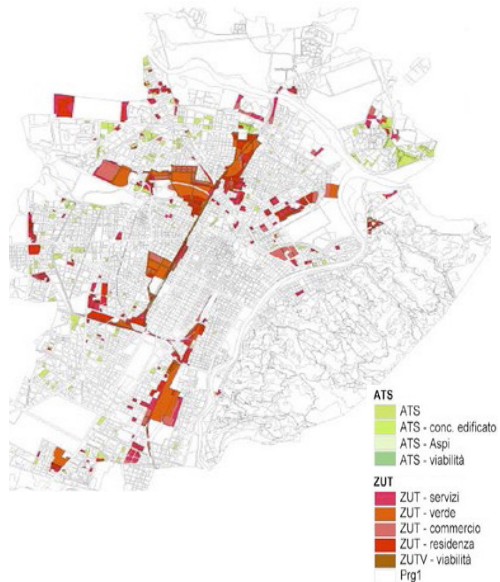 ATS
ATS
ATS - conc. edificato
ATS - Aspi
ATS - viabilità
ZUT
ZUT - servizi
ZUT - verde
ZUT - commercio
ZUT - residenza
ZUTV - viabilità
Prg1